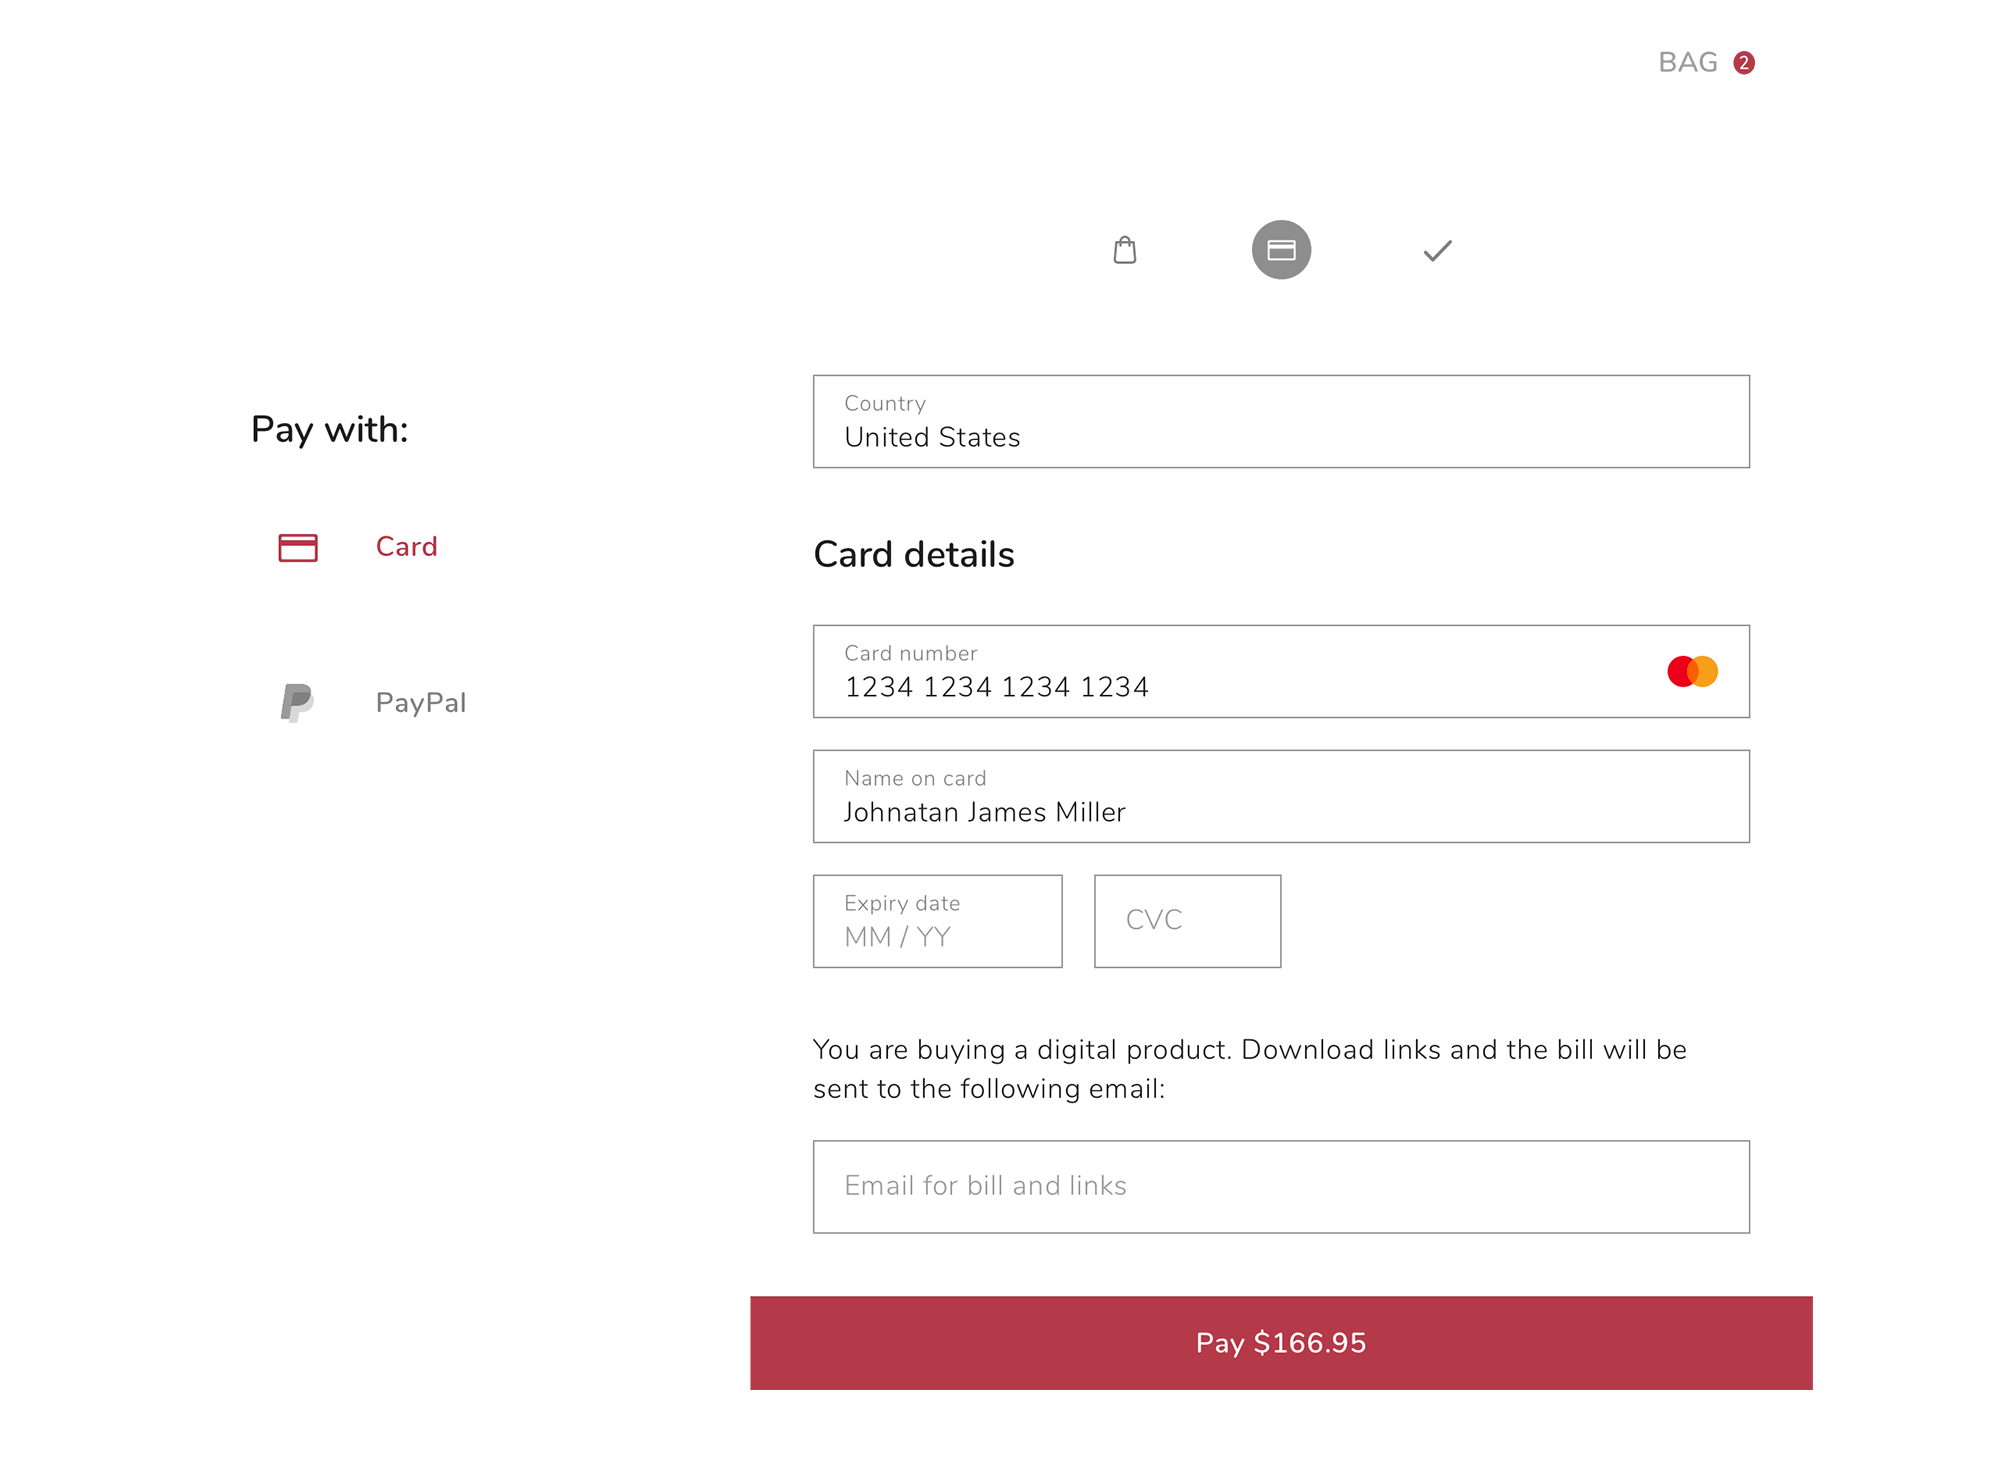 BAG 2
Pay with:
Card
PayPal
Country
United States
Card details
Card number
1234 1234 1234 1234
Name on card
Johnatan James Miller
Expiry date
MM / YY
CVC
You are buying a digital product. Download links and the bill will be
sent to the following email:
Email for bill and links
Pay $166.95